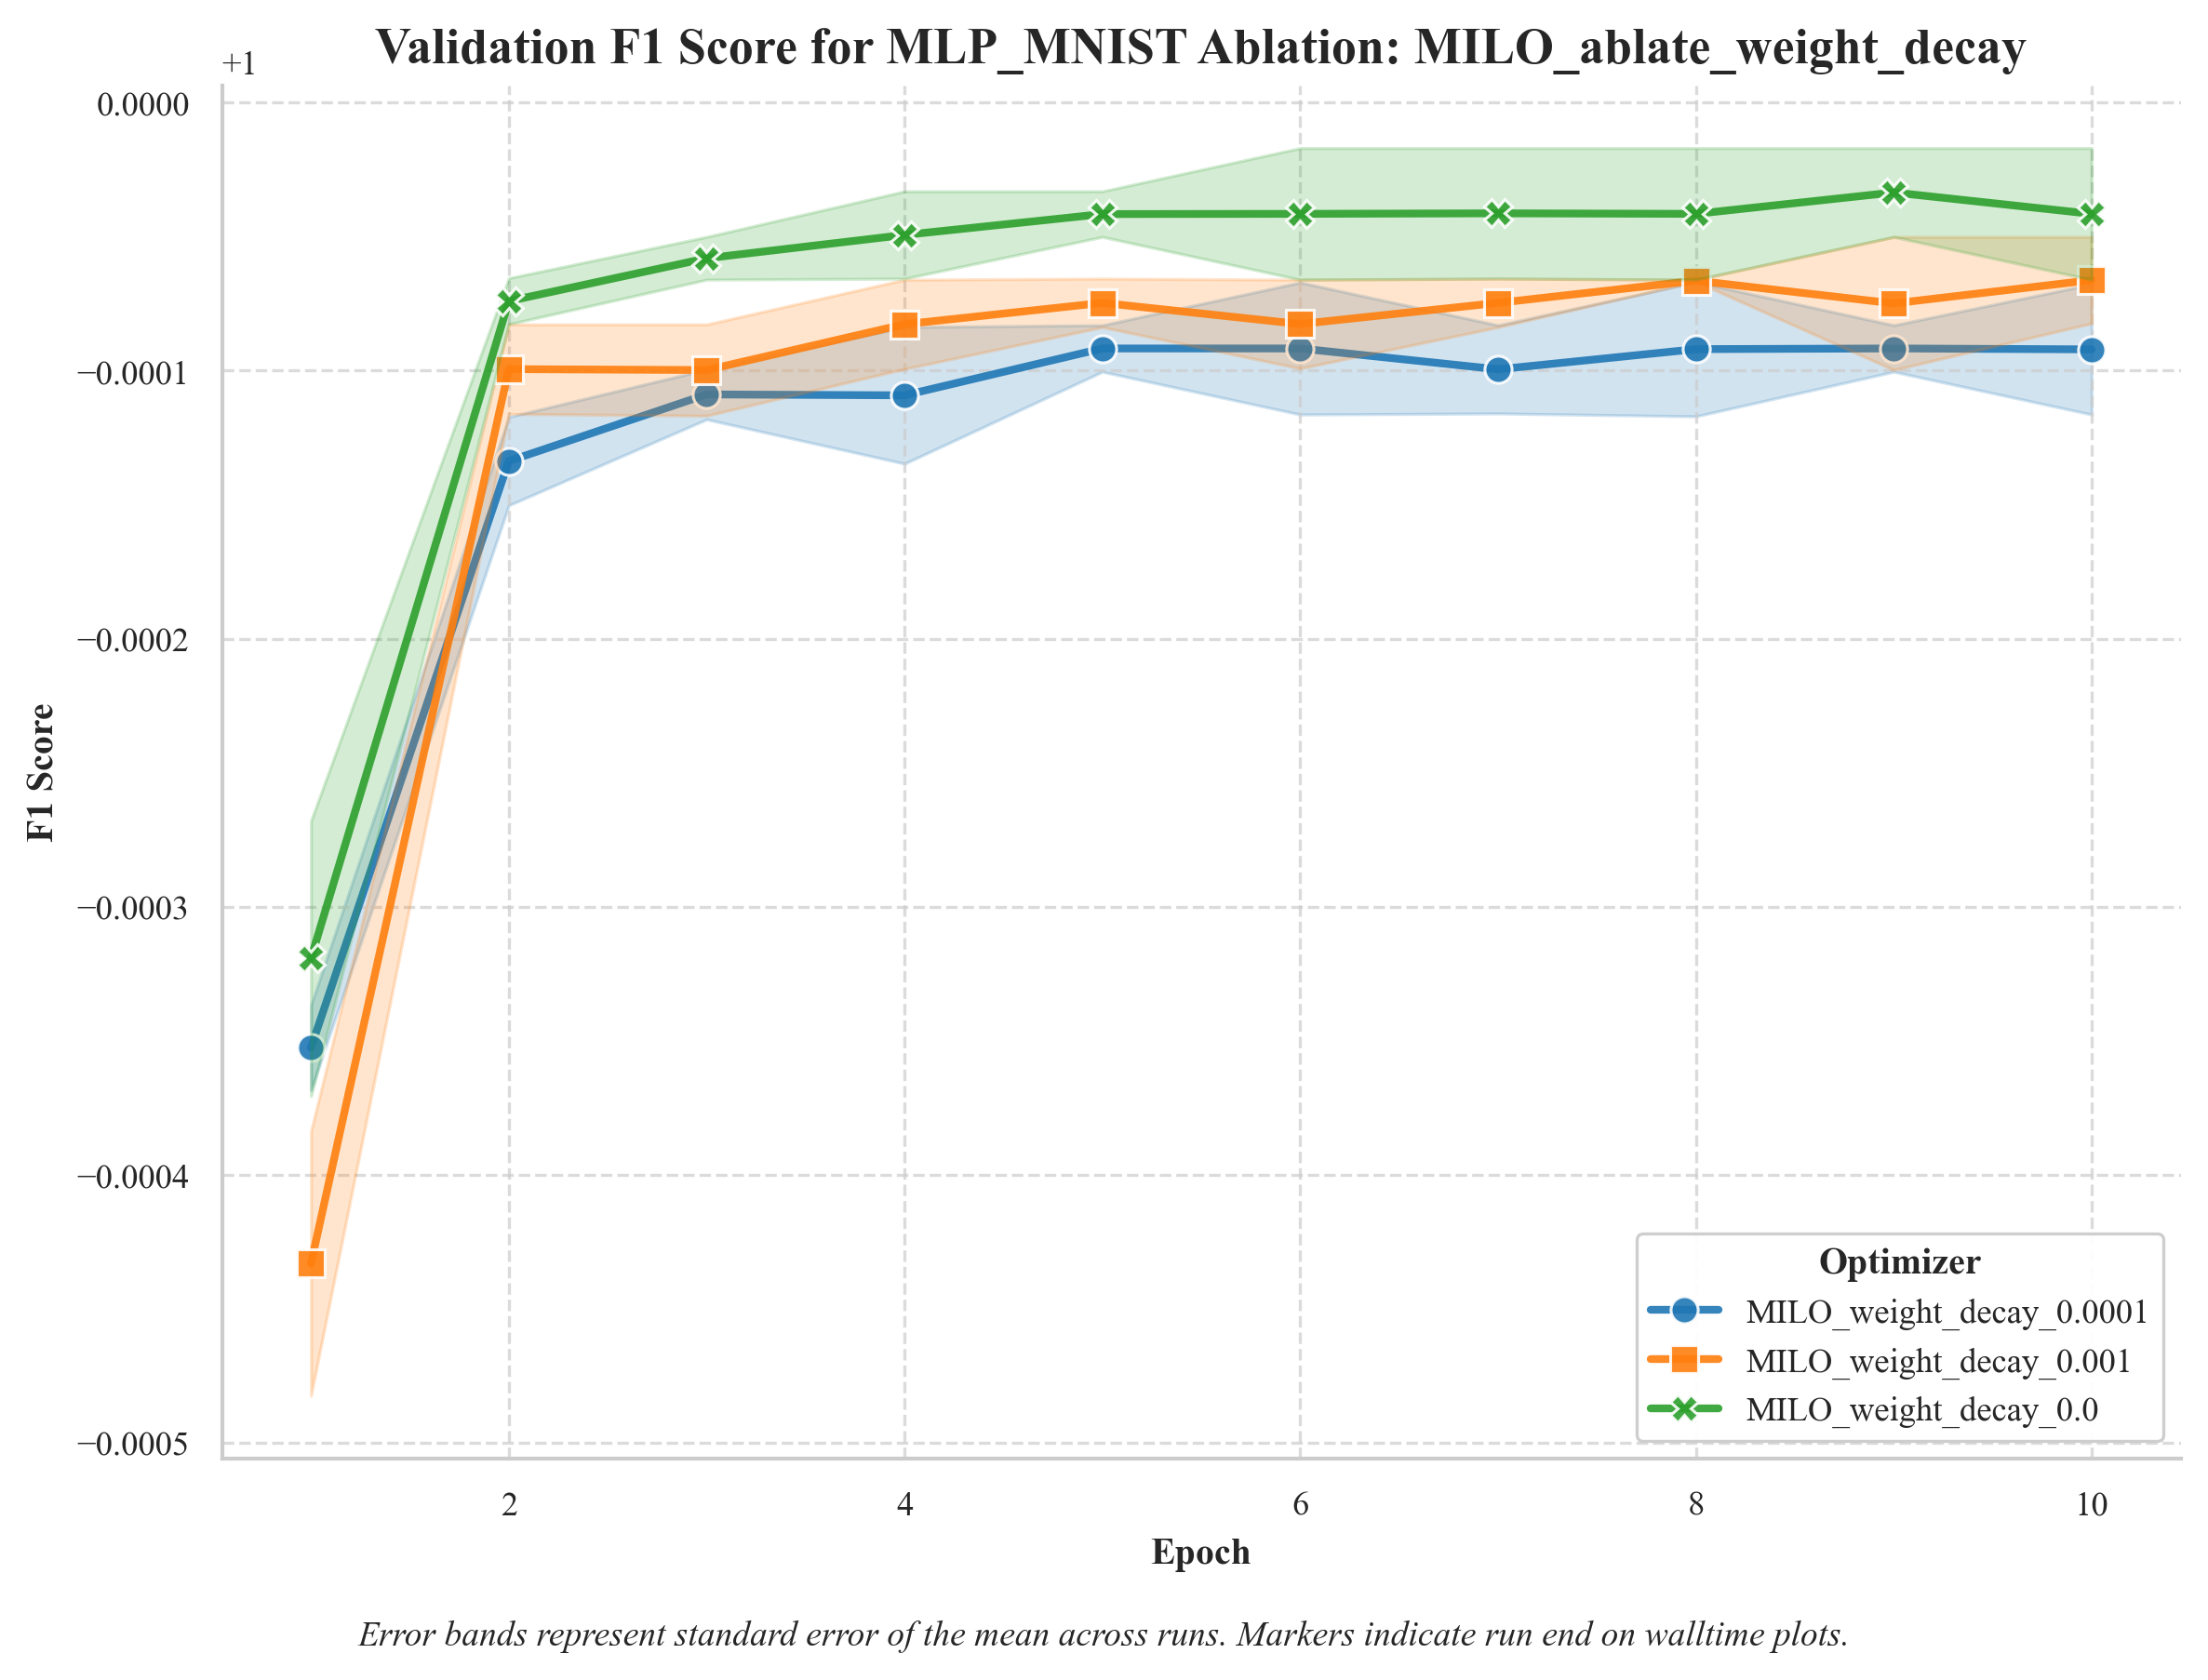 Validation F1 Score for MLP_MNIST Ablation: MILO_ablate_weight_decay
+1
0.0000
−0.0001
−0.0002
−0.0003
−0.0004
−0.0005
F1 Score
2 4 6 8 10
Epoch
Optimizer
MILO_weight_decay_0.0001
MILO_weight_decay_0.001
MILO_weight_decay_0.0
Error bands represent standard error of the mean across runs. Markers indicate run end on walltime plots.